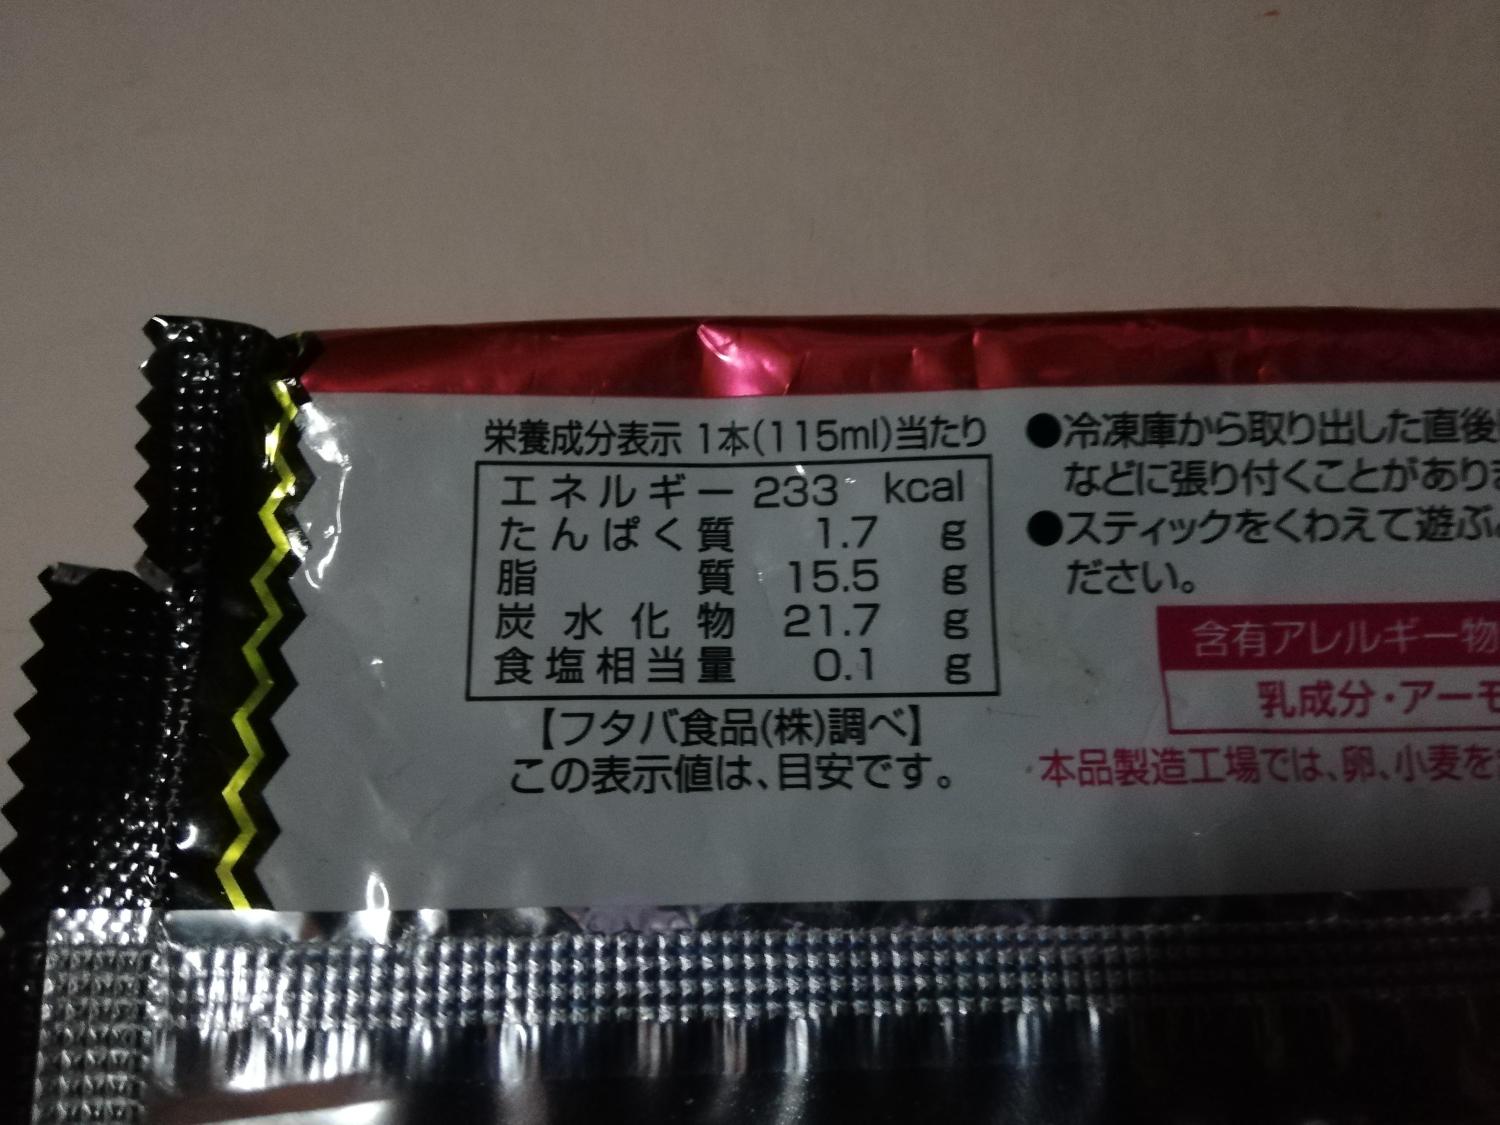 栄養成分表示 1本(115ml)当たり
エネルギー 233 kcal
たんぱく質 1.7 g
脂質 15.5 g
炭水化物 21.7 g
食塩相当量 0.1 g
【フタバ食品(株)調べ】
この表示値は、目安です。
●冷凍庫から取り出した直後
などに張り付くことがあり
●スティックをくわえて遊ぶ
ださい。
含有アレルギー物
乳成分・アーモ
本品製造工場では、卵、小麦を